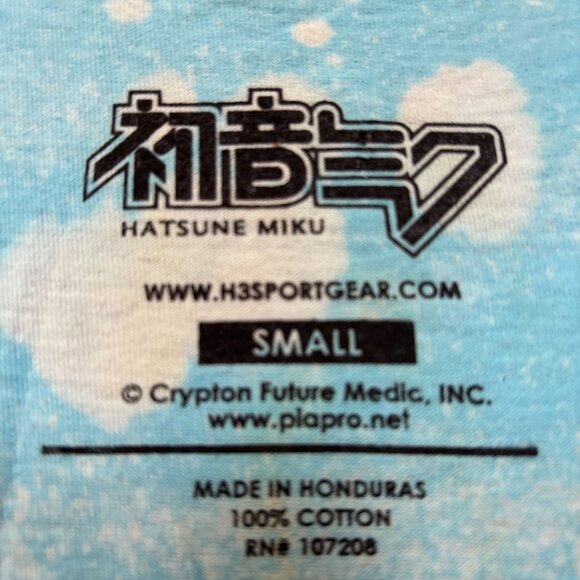 初音ミク
HATSUNE MIKU
WWW.H3SPORTGEAR.COM
SMALL
© Crypton Future Medic, INC.
www.plapro.net
MADE IN HONDURAS
100% COTTON
RN# 107208